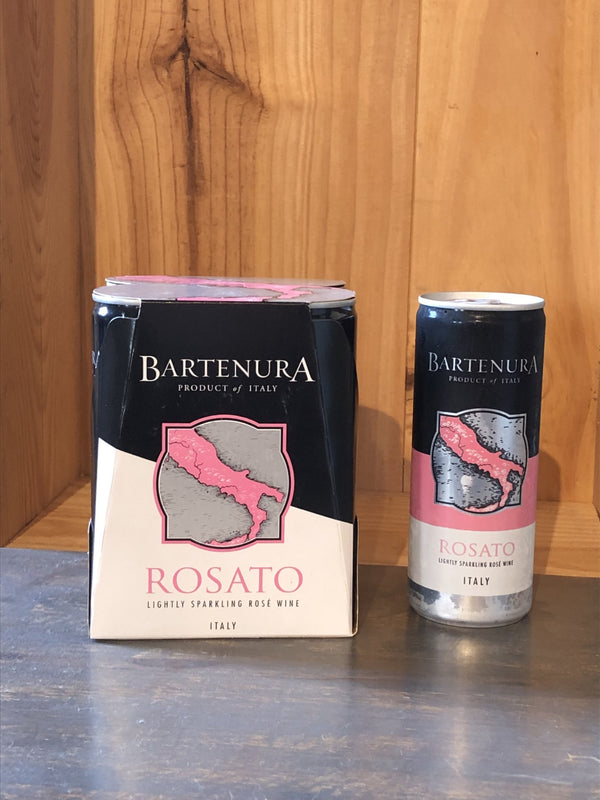 BARTENURA
PRODUCT of ITALY
ROSATO
LIGHTLY SPARKLING ROSÉ WINE
ITALY
BARTENURA
PRODUCT of ITALY
ROSATO
LIGHTLY SPARKLING ROSÉ WINE
ITALY